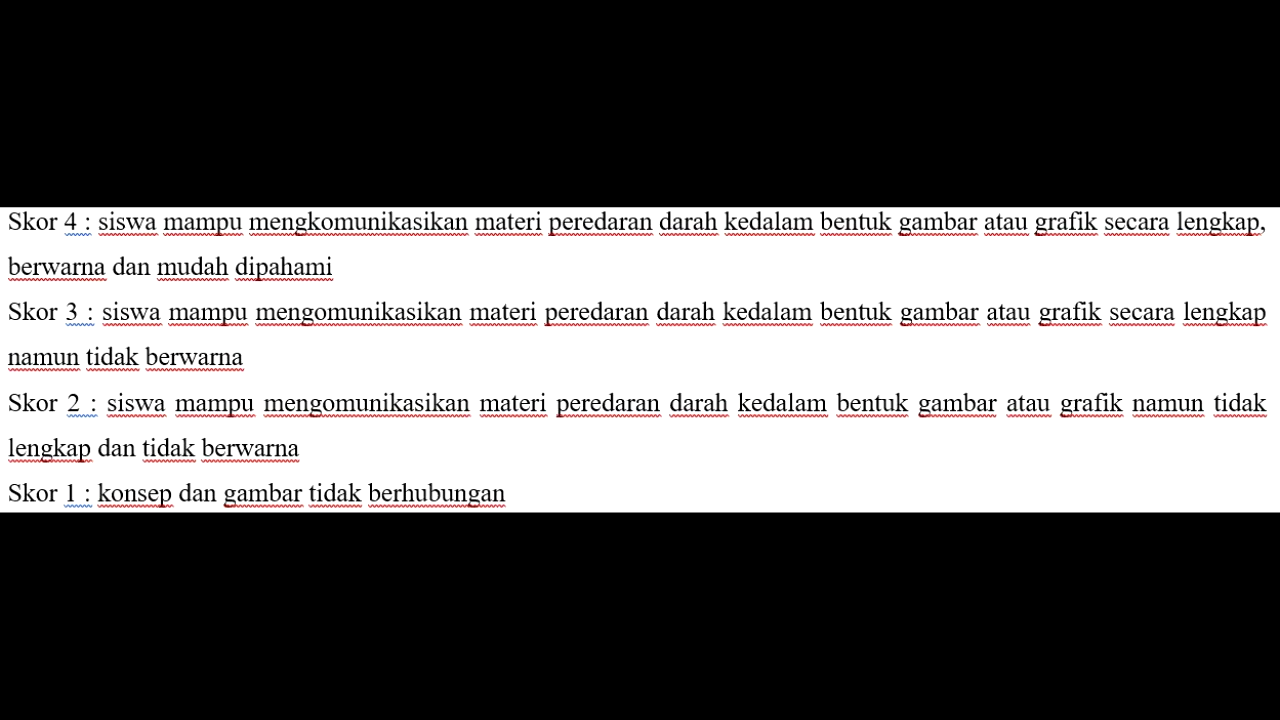 Skor 4 : siswa mampu mengkomunikasikan materi peredaran darah kedalam bentuk gambar atau grafik secara lengkap,
berwarna dan mudah dipahami
Skor 3 : siswa mampu mengomunikasikan materi peredaran darah kedalam bentuk gambar atau grafik secara lengkap
namun tidak berwarna
Skor 2 : siswa mampu mengomunikasikan materi peredaran darah kedalam bentuk gambar atau grafik namun tidak
lengkap dan tidak berwarna
Skor 1 : konsep dan gambar tidak berhubungan